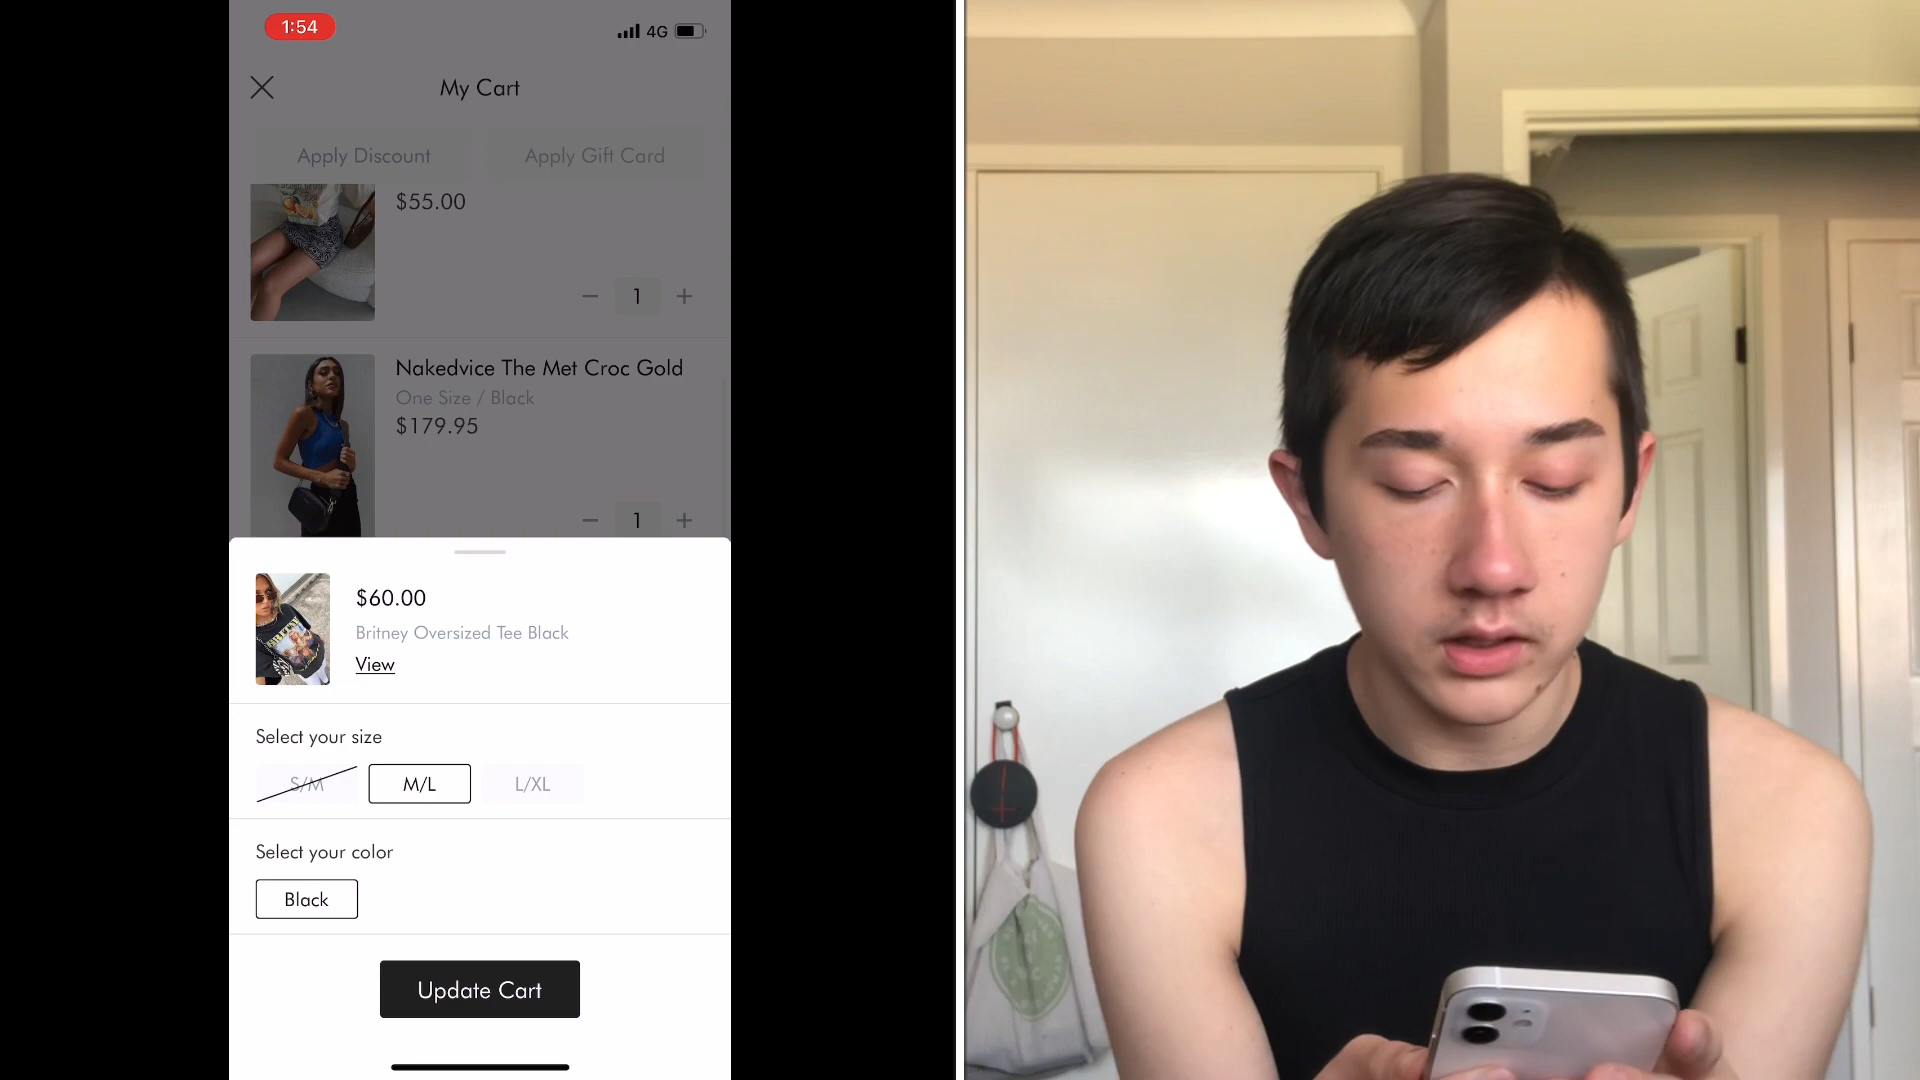 1:54
4G
My Cart
Apply Discount
Apply Gift Card
$55.00
1
Nakedvice The Met Croc Gold
One Size / Black
$179.95
1
$60.00
Britney Oversized Tee Black
View
Select your size
S/M
M/L
L/XL
Select your color
Black
Update Cart